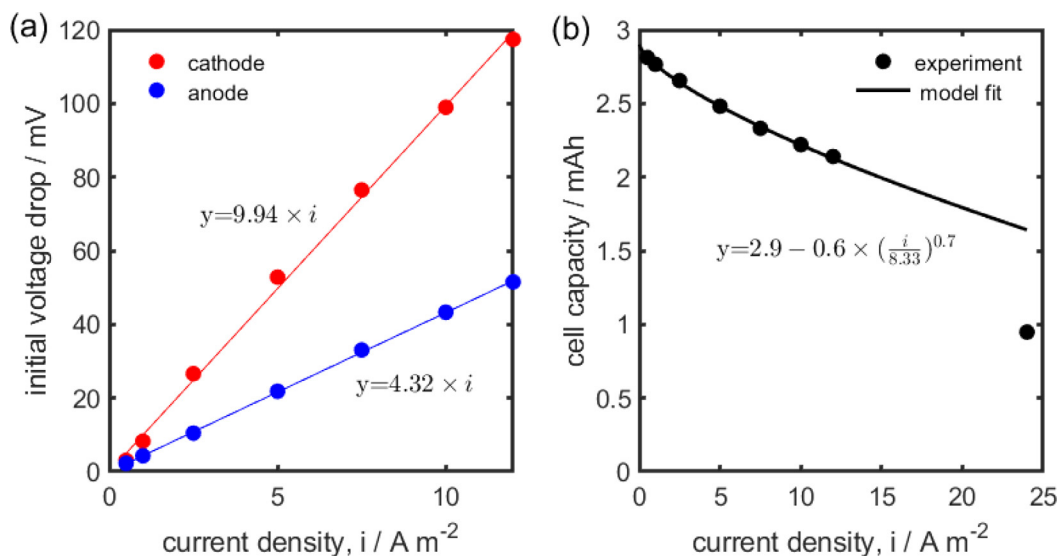 (a)
120
100
80
60
40
20
0
0
5
10
initial voltage drop / mV
current density, i / A m-2
cathode
anode
y=9.94 × i
y=4.32 × i
(b)
3
2.5
2
1.5
1
0.5
0
0
5
10
15
20
25
cell capacity / mAh
current density, i / A m-2
experiment
model fit
y=2.9 − 0.6 × (i/8.33)^0.7